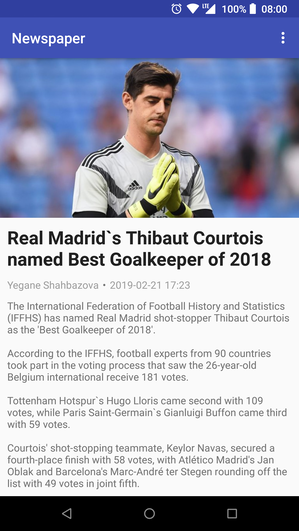 LTE 100% 08:00
Newspaper
adidas
Real Madrid`s Thibaut Courtois
named Best Goalkeeper of 2018
Yegane Shahbazova • 2019-02-21 17:23
The International Federation of Football History and Statistics
(IFFHS) has named Real Madrid shot-stopper Thibaut Courtois
as the 'Best Goalkeeper of 2018'.
According to the IFFHS, football experts from 90 countries
took part in the voting process that saw the 26-year-old
Belgium international receive 181 votes.
Tottenham Hotspur`s Hugo Lloris came second with 109
votes, while Paris Saint-Germain`s Gianluigi Buffon came third
with 59 votes.
Courtois' shot-stopping teammate, Keylor Navas, secured a
fourth-place finish with 58 votes, with Atlético Madrid's Jan
Oblak and Barcelona's Marc-André ter Stegen rounding off the
list with 49 votes in joint fifth.